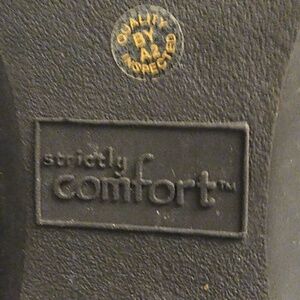 QUALITY
BY
A2
INSPECTED
strictly
comfort™